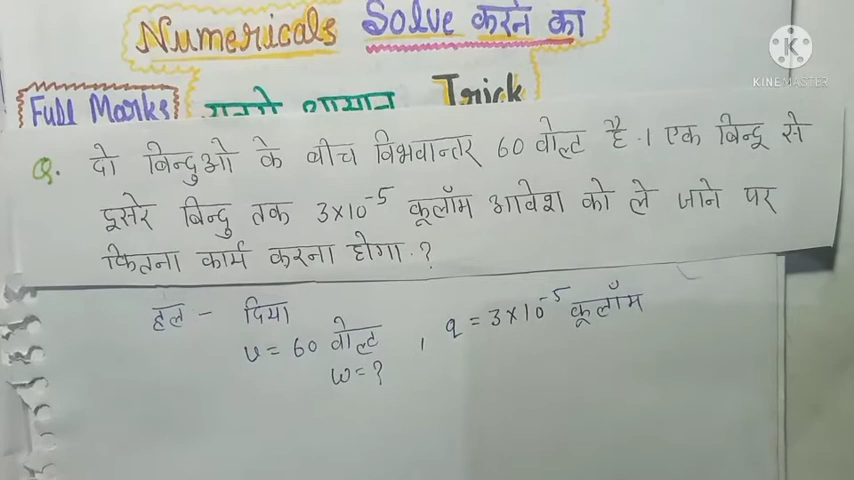 Numericals Solve करने का
KINEMASTER
Full Marks Trick
Q. दो बिन्दुओ के बीच विभवान्तर 60 वोल्ट है । एक बिन्दू से
दूसरे बिन्दु तक 3×10⁻⁵ कूलॉम आवेश को ले जाने पर
कितना कार्म करना होगा ?
हल - दिया
v = 60 वोल्ट , q = 3×10⁻⁵ कूलॉम
w = ?